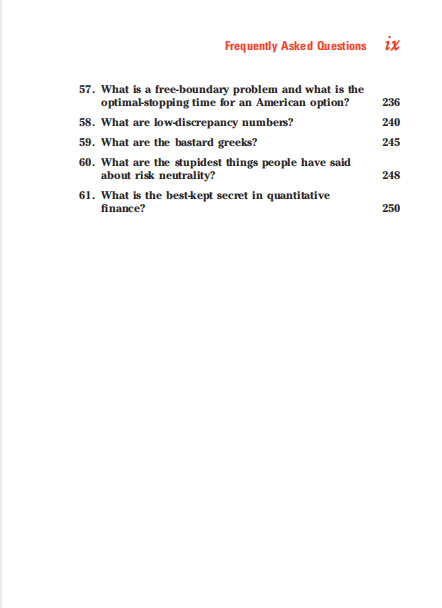 Frequently Asked Questions ix
57. What is a free-boundary problem and what is the
optimal-stopping time for an American option? 236
58. What are low-discrepancy numbers? 240
59. What are the bastard greeks? 245
60. What are the stupidest things people have said
about risk neutrality? 248
61. What is the best-kept secret in quantitative
finance? 250